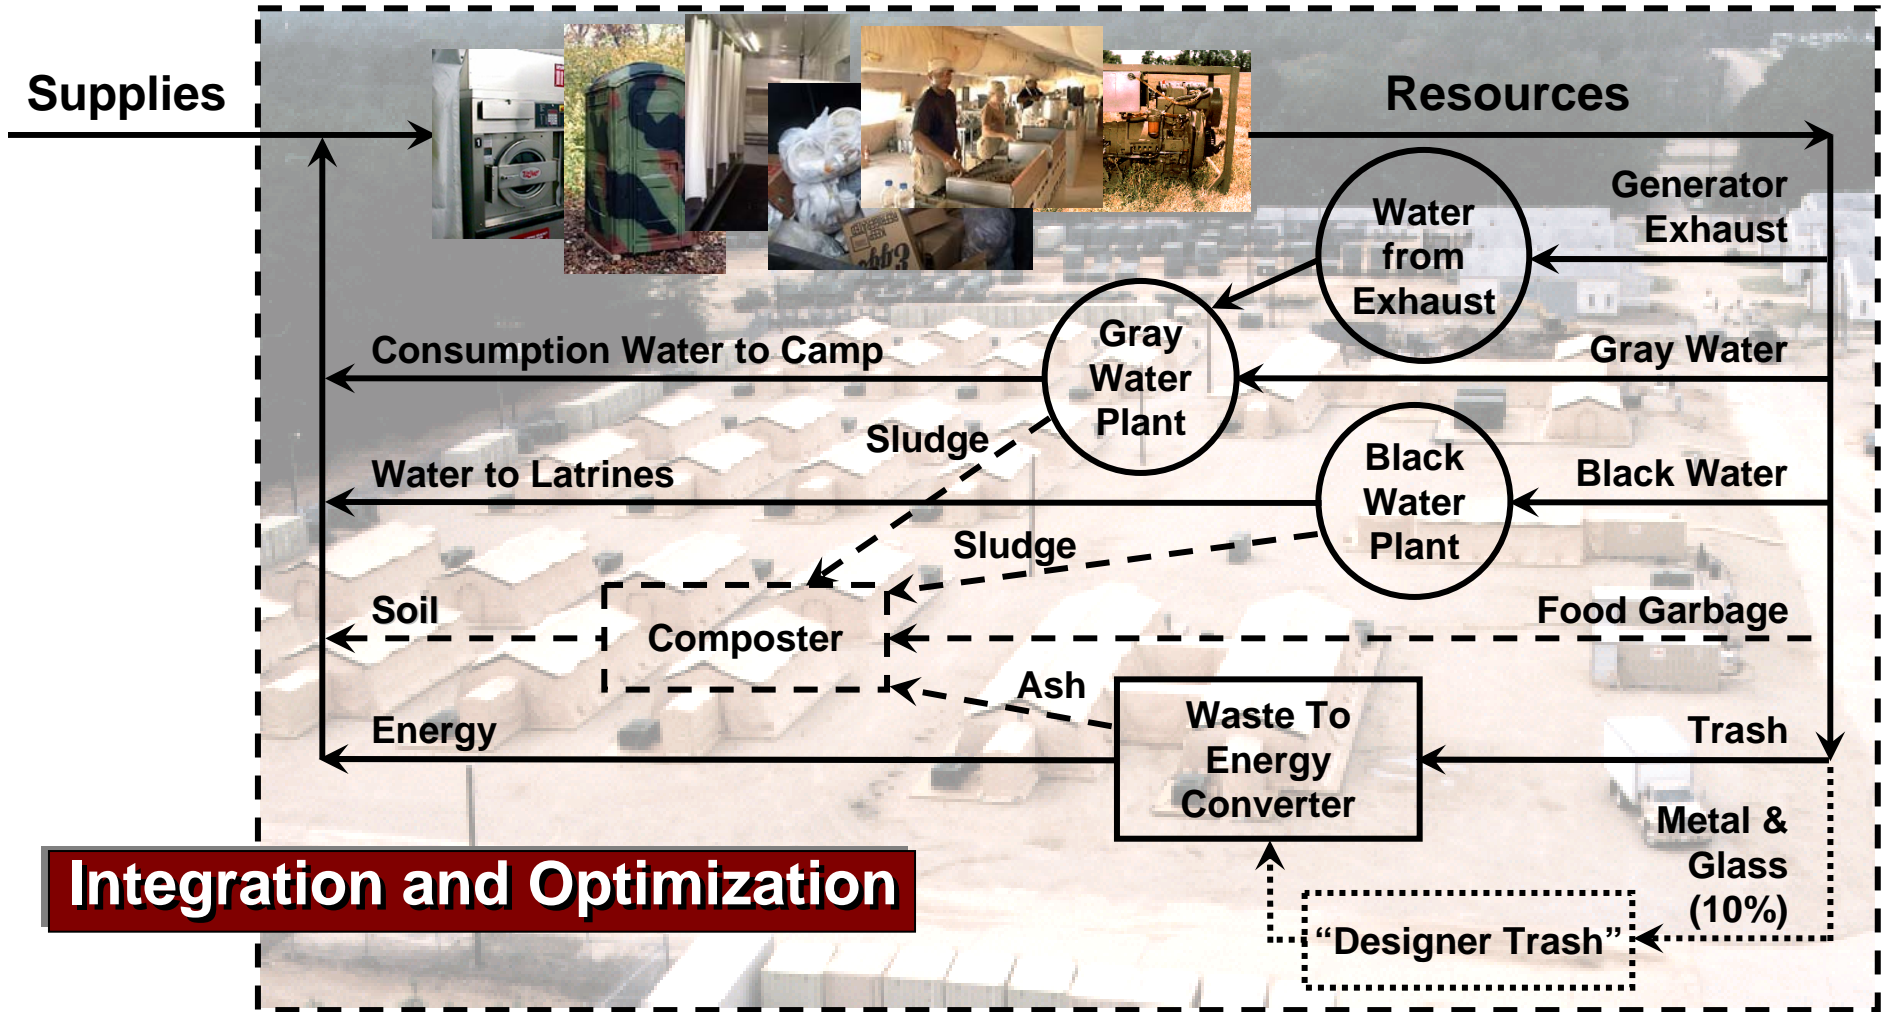 Supplies
Resources
Generator
Exhaust
Water
from
Exhaust
Gray
Water
Plant
Consumption Water to Camp
Gray Water
Sludge
Black
Water
Plant
Water to Latrines
Black Water
Sludge
Soil
Composter
Food Garbage
Ash
Waste To
Energy
Converter
Energy
Trash
Metal &
Glass
(10%)
“Designer Trash”
Integration and Optimization
Eggo